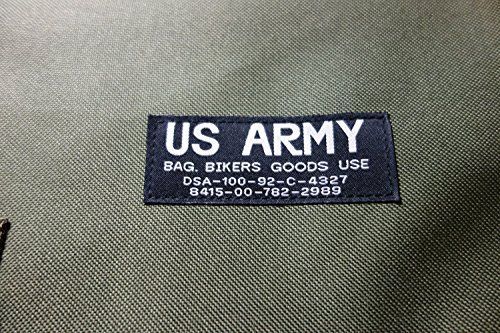 US ARMY
BAG. BIKERS GOODS USE
DSA-100-92-C-4327
8415-00-782-2989